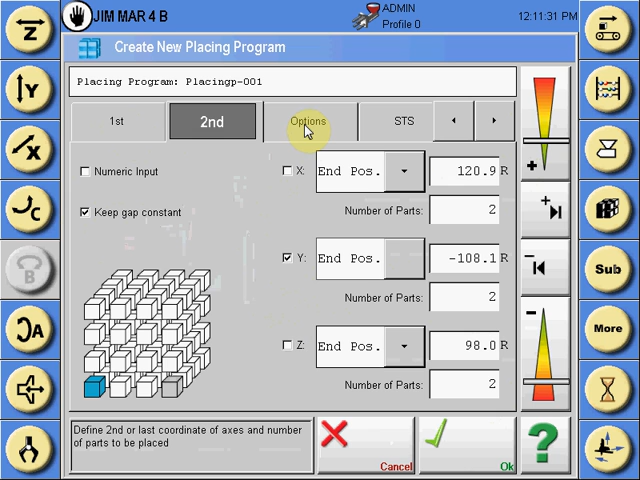 JIM MAR 4 B
ADMIN
Profile 0
12:11:31 PM
Create New Placing Program
Placing Program: Placingp-001
1st
2nd
Options
STS
Numeric Input
Keep gap constant
X:
End Pos.
120.9 R
Number of Parts:
2
Y:
End Pos.
-108.1 R
Number of Parts:
2
Z:
End Pos.
98.0 R
Number of Parts:
2
Define 2nd or last coordinate of axes and number
of parts to be placed
Cancel
Ok
?
Z
Y
X
C
B
A
+
+
-
-
Sub
More